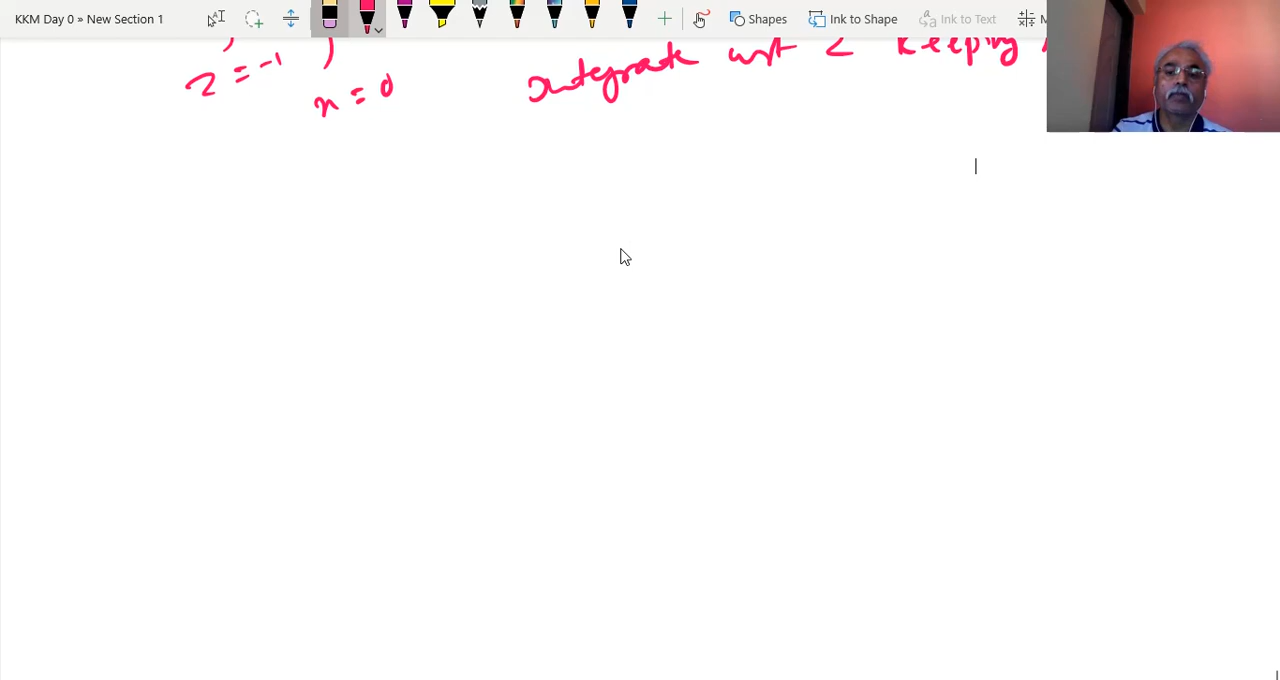 KKM Day 0 » New Section 1 Shapes Ink to Shape Ink to Text
Integrate wrt z keeping
z = -1
x = 0